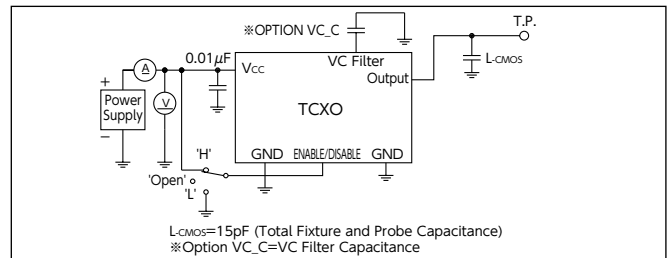 ※OPTION VC_C
T.P.
0.01μF
L-CMOS
A
VCC
VC Filter
Output
+
Power
Supply
−
V
TCXO
'H'
GND
ENABLE/DISABLE
GND
'Open'
'L'
L-CMOS=15pF (Total Fixture and Probe Capacitance)
※Option VC_C=VC Filter Capacitance